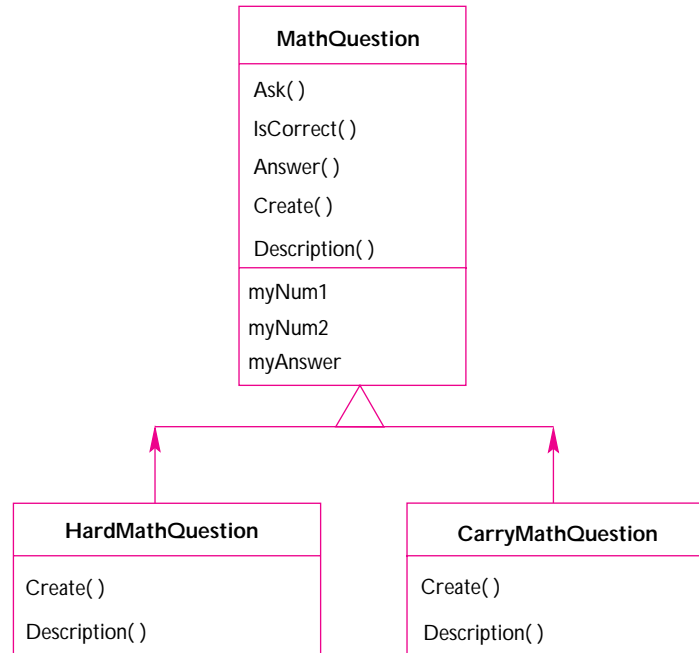 MathQuestion
Ask( )
IsCorrect( )
Answer( )
Create( )
Description( )
myNum1
myNum2
myAnswer
HardMathQuestion
Create( )
Description( )
CarryMathQuestion
Create( )
Description( )